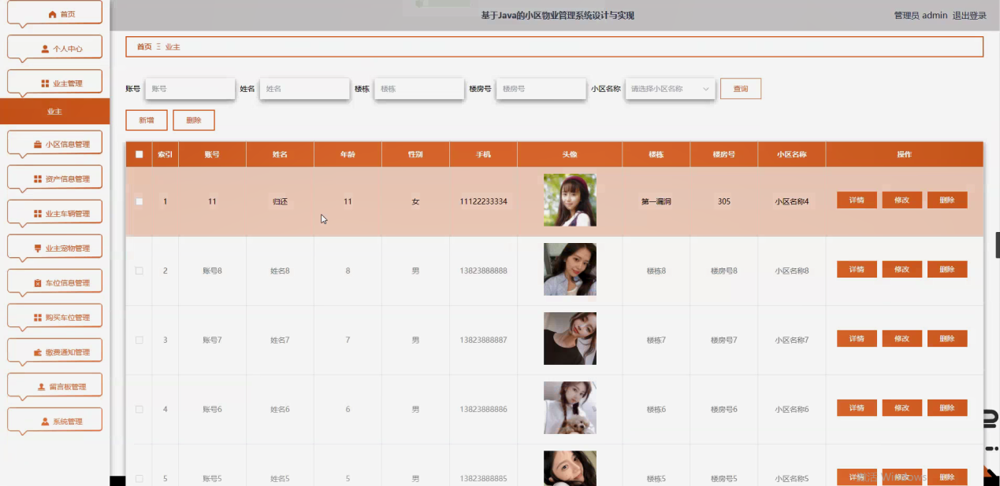 基于Java的小区物业管理系统设计与实现
管理员 admin 退出登录
首页
个人中心
业主管理
业主
小区信息管理
资产信息管理
业主车辆管理
业主宠物管理
车位信息管理
购买车位管理
缴费通知管理
留言板管理
系统管理
首页 Ξ 业主
账号 账号 姓名 姓名 楼栋 楼栋 楼房号 楼房号 小区名称 请选择小区名称 查询
新增 删除
索引 账号 姓名 年龄 性别 手机 头像 楼栋 楼房号 小区名称 操作
1 11 归还 11 女 11122233334 第一漏洞 305 小区名称4 详情 修改 删除
2 账号8 姓名8 8 男 13823888888 楼栋8 楼房号8 小区名称8 详情 修改 删除
3 账号7 姓名7 7 男 13823888887 楼栋7 楼房号7 小区名称7 详情 修改 删除
4 账号6 姓名6 6 男 13823888886 楼栋6 楼房号6 小区名称6 详情 修改 删除
5 账号5 姓名5 5 男 13823888885 楼栋5 楼房号5 小区名称5 详情 修改 删除
激活 Windows